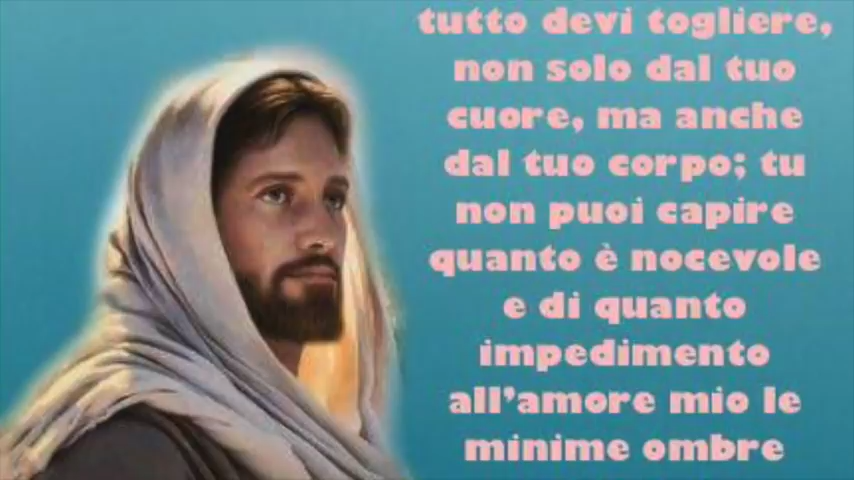 tutto devi togliere,
non solo dal tuo
cuore, ma anche
dal tuo corpo; tu
non puoi capire
quanto è nocevole
e di quanto
impedimento
all'amore mio le
minime ombre